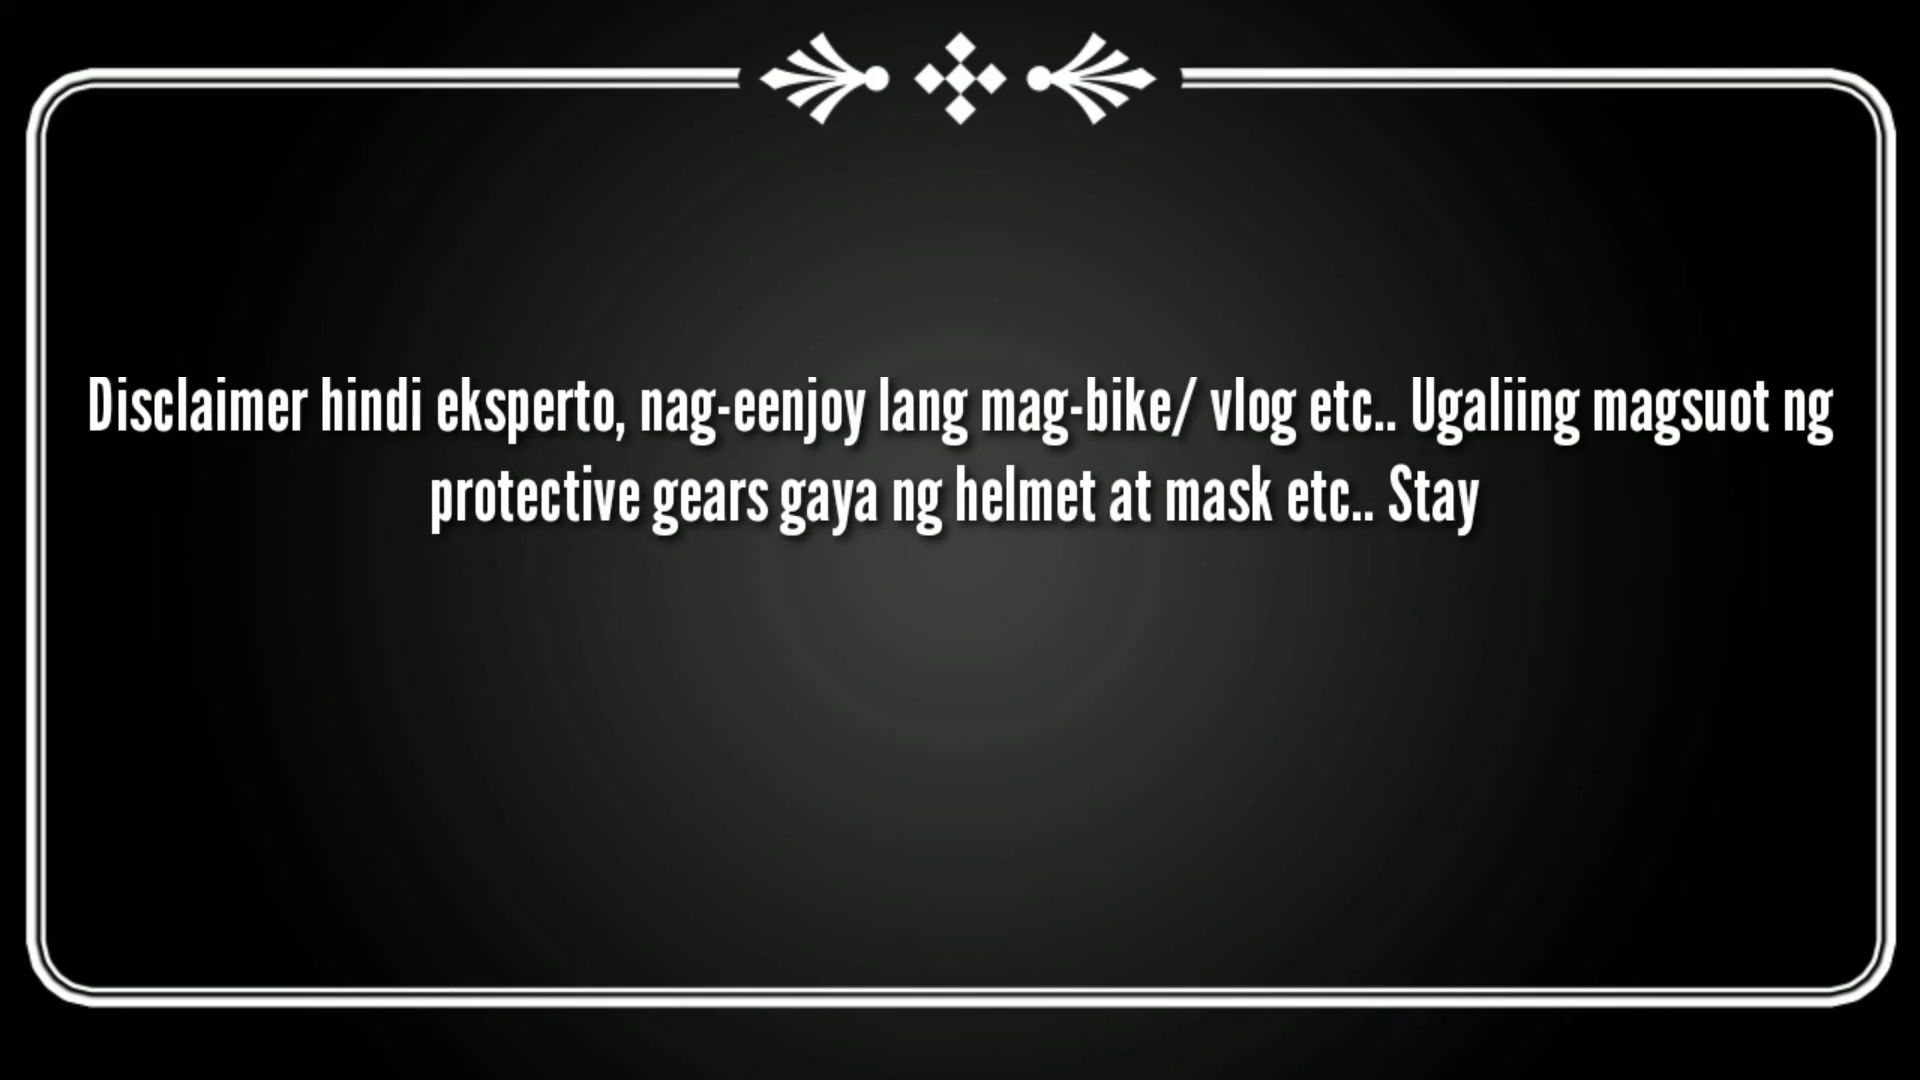 Disclaimer hindi eksperto, nag-eenjoy lang mag-bike/ vlog etc.. Ugaliing magsuot ng
protective gears gaya ng helmet at mask etc.. Stay